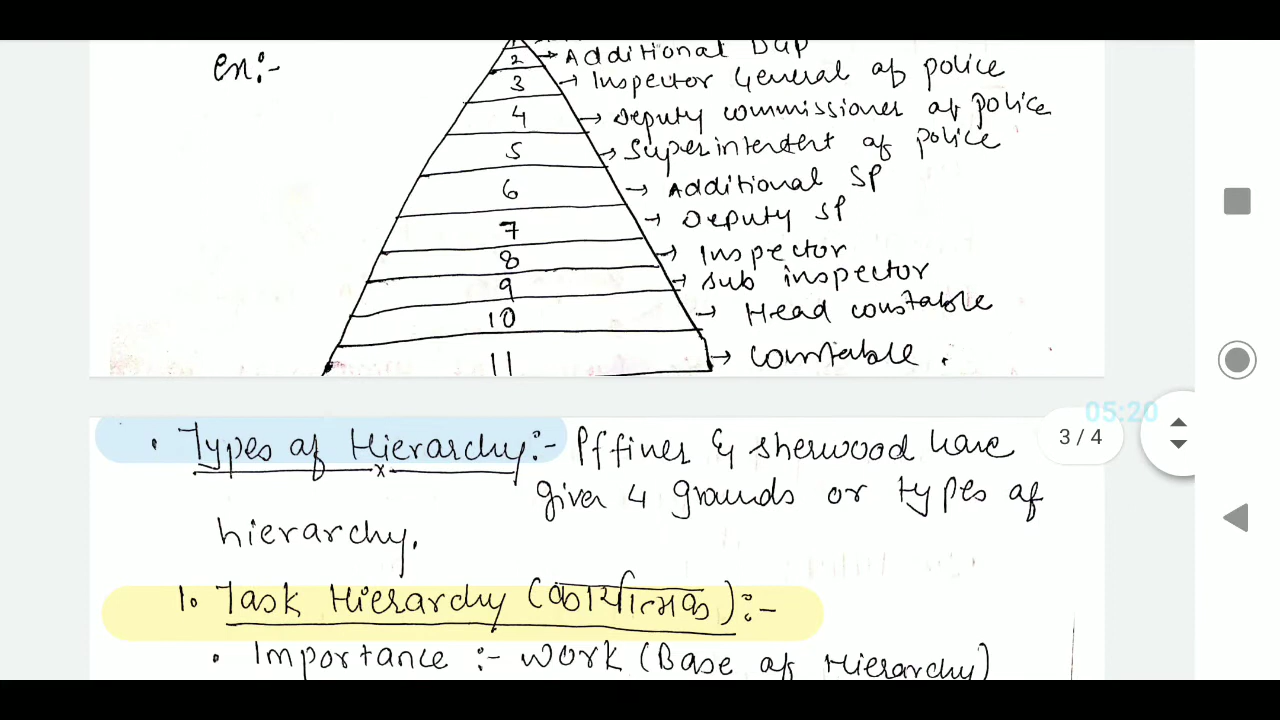 2 → Additional DGP
en:-
3 → Inspector General of police
4 → Deputy commissioner of police
5 → Superintendent of police
6 → Additional SP
7 → Deputy SP
8 → Inspector
9 → sub inspector
10 → Head constable
11 → constable .
05:20
3/4
• Types of Hierarchy:- Pffiner & sherwood have
given 4 grounds or types of
hierarchy.
1. Task Hierarchy (कार्यात्मक):-
• Importance :- work (Base of Hierarchy)